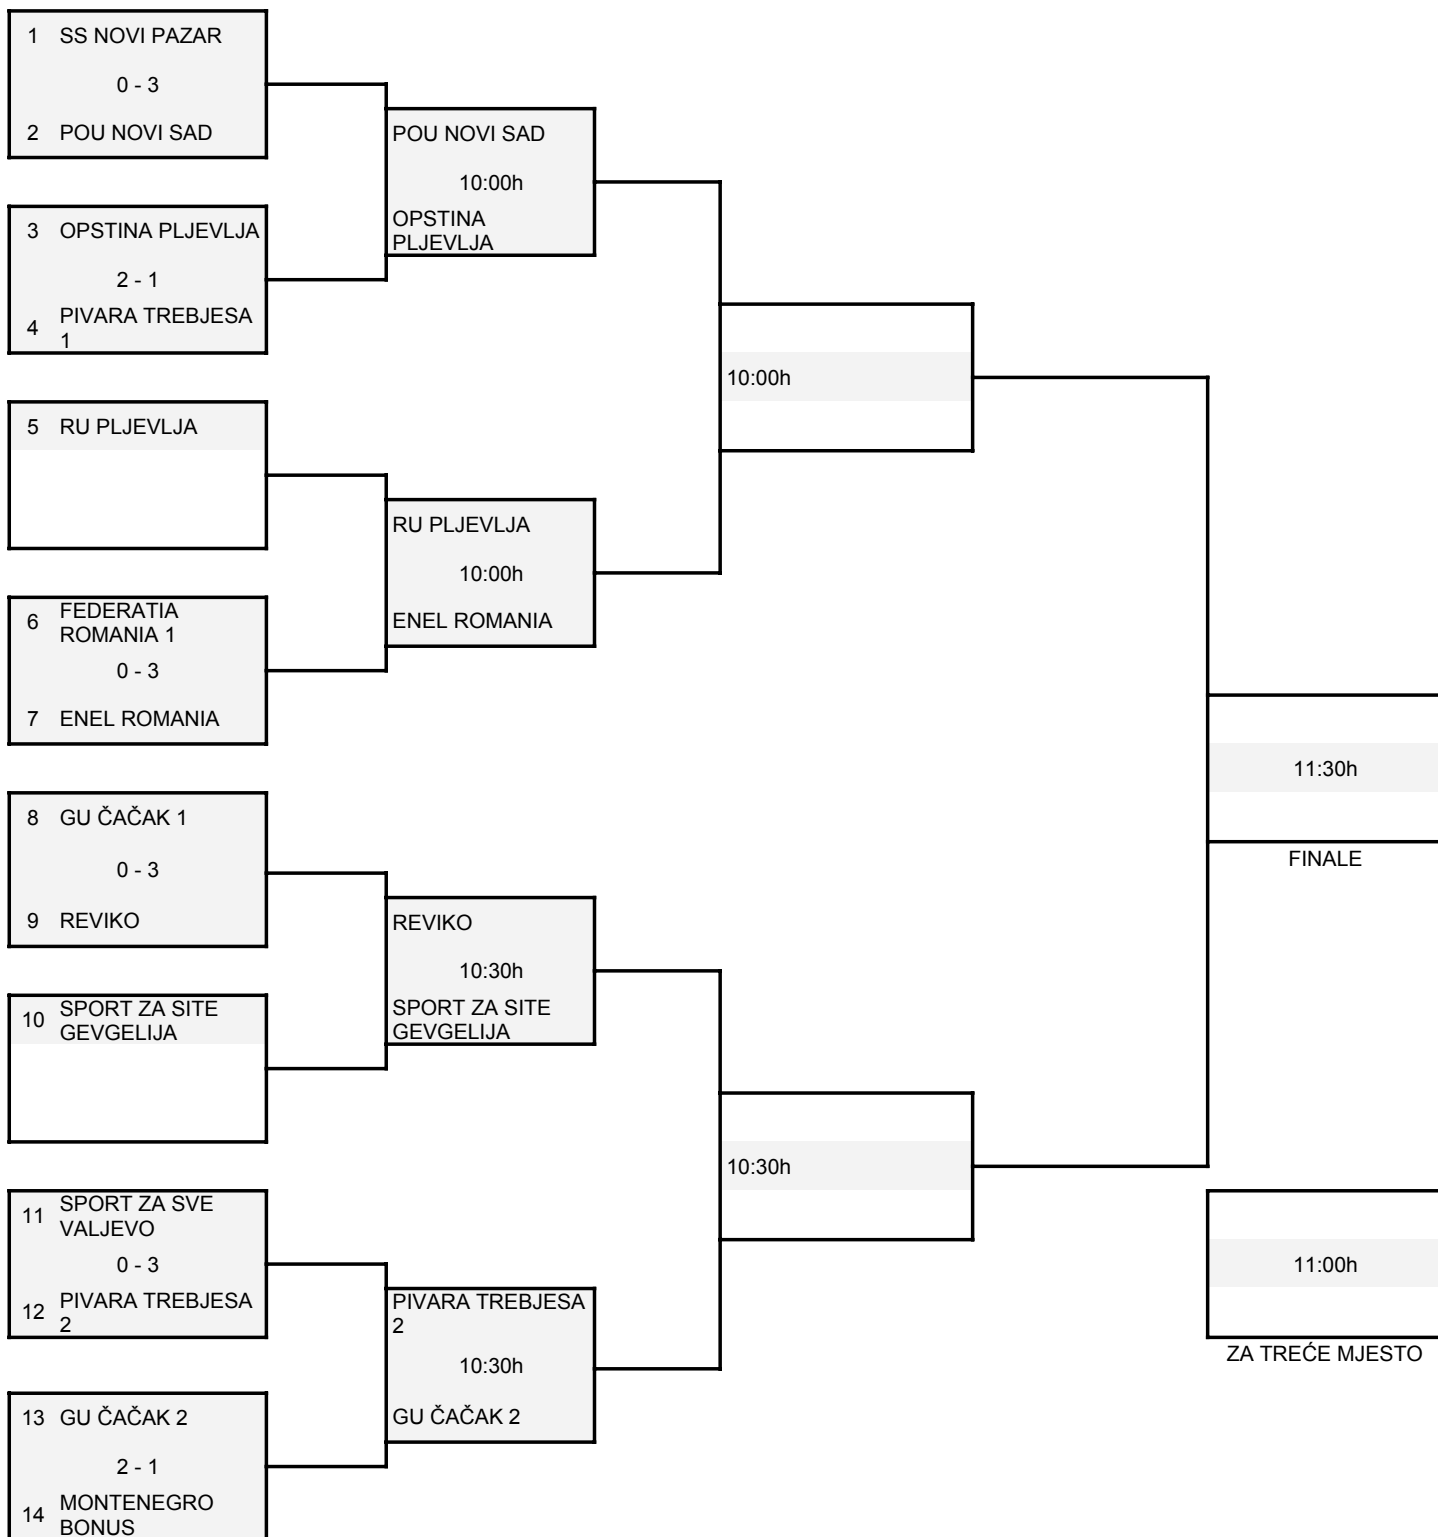 1 SS NOVI PAZAR
0 - 3
2 POU NOVI SAD
3 OPSTINA PLJEVLJA
2 - 1
4 PIVARA TREBJESA
1
5 RU PLJEVLJA
6 FEDERATIA
ROMANIA 1
0 - 3
7 ENEL ROMANIA
8 GU ČAČAK 1
0 - 3
9 REVIKO
10 SPORT ZA SITE
GEVGELIJA
11 SPORT ZA SVE
VALJEVO
0 - 3
12 PIVARA TREBJESA
2
13 GU ČAČAK 2
2 - 1
14 MONTENEGRO
BONUS
POU NOVI SAD
10:00h
OPSTINA
PLJEVLJA
RU PLJEVLJA
10:00h
ENEL ROMANIA
REVIKO
10:30h
SPORT ZA SITE
GEVGELIJA
PIVARA TREBJESA
2
10:30h
GU ČAČAK 2
10:00h
10:30h
11:30h
FINALE
11:00h
ZA TREĆE MJESTO